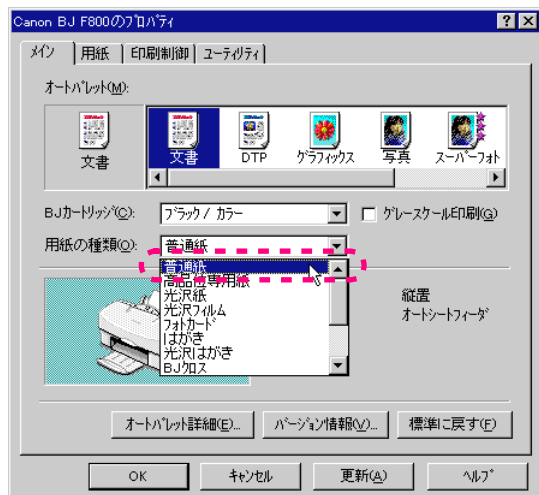 Canon BJ F800のﾌﾟﾛﾊﾟﾃｨ
ﾒｲﾝ 用紙 印刷制御 ﾕｰﾃｨﾘﾃｨ
ｵｰﾄﾊﾟﾚｯﾄ(M):
文書 文書 DTP ｸﾞﾗﾌｨｯｸｽ 写真 ｽｰﾊﾟｰﾌｫﾄ
BJｶｰﾄﾘｯｼﾞ(C): ﾌﾞﾗｯｸ / ｶﾗｰ ｸﾞﾚｰｽｹｰﾙ印刷(G)
用紙の種類(O): 普通紙
普通紙
高品位専用紙
光沢紙
光沢ﾌｨﾙﾑ
ﾌｫﾄｶｰﾄﾞ
はがき
光沢はがき
BJｸﾛｽ
縦置
ｵｰﾄｼｰﾄﾌｨｰﾀﾞ
ｵｰﾄﾊﾟﾚｯﾄ詳細(E)... ﾊﾞｰｼﾞｮﾝ情報(V)... 標準に戻す(F)
OK ｷｬﾝｾﾙ 更新(A) ﾍﾙﾌﾟ